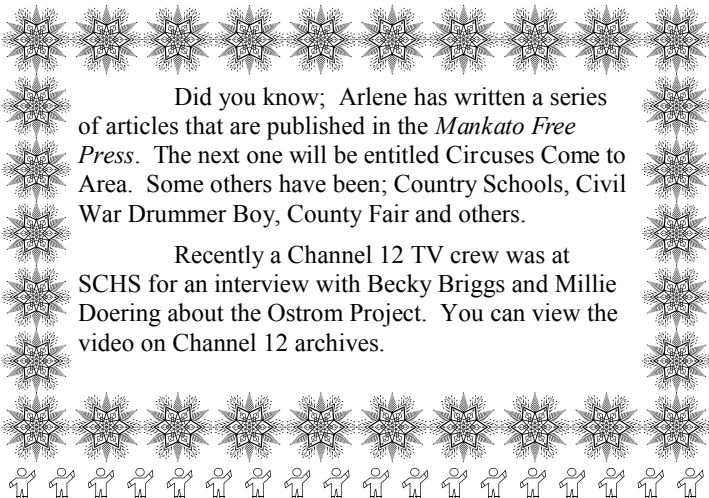 Did you know;  Arlene has written a series
of articles that are published in the Mankato Free
Press.  The next one will be entitled Circuses Come to
Area.  Some others have been; Country Schools, Civil
War Drummer Boy, County Fair and others.
Recently a Channel 12 TV crew was at
SCHS for an interview with Becky Briggs and Millie
Doering about the Ostrom Project.  You can view the
video on Channel 12 archives.